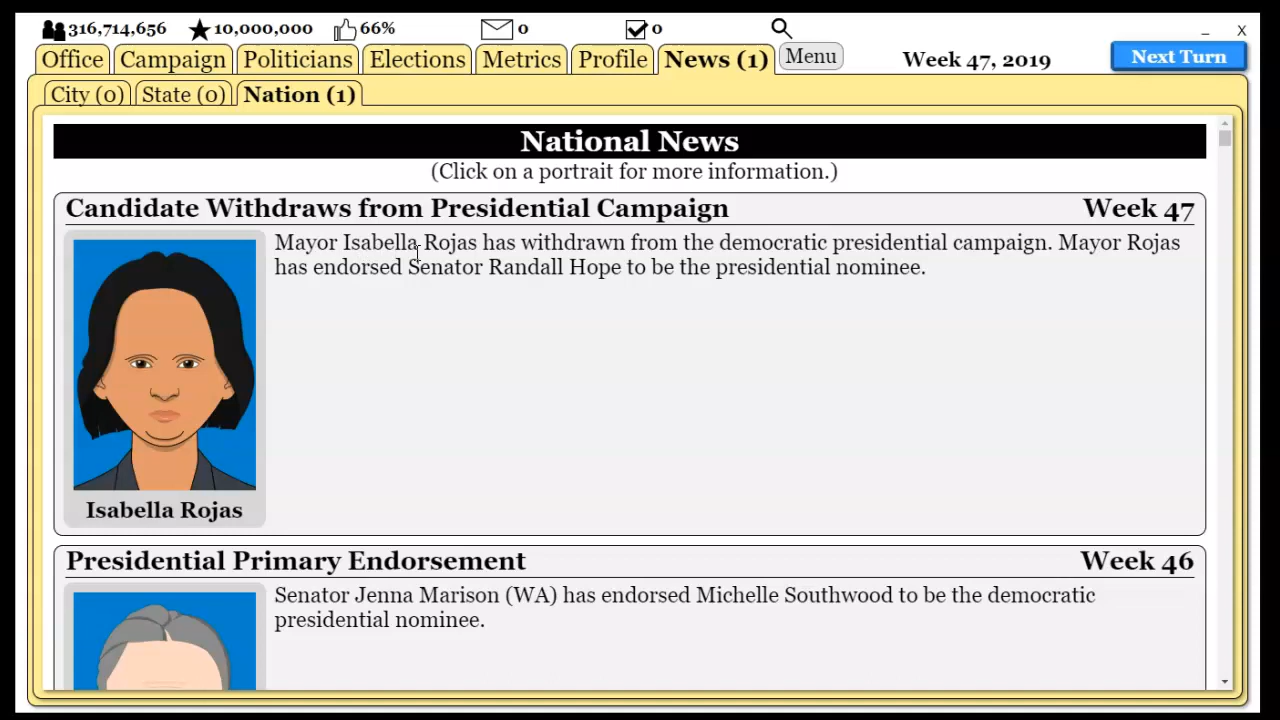 316,714,656 10,000,000 66% 0 0
_ X
Office Campaign Politicians Elections Metrics Profile News (1) Menu Week 47, 2019 Next Turn
City (0) State (0) Nation (1)
National News
(Click on a portrait for more information.)
Candidate Withdraws from Presidential Campaign Week 47
Mayor Isabella Rojas has withdrawn from the democratic presidential campaign. Mayor Rojas
has endorsed Senator Randall Hope to be the presidential nominee.
Isabella Rojas
Presidential Primary Endorsement Week 46
Senator Jenna Marison (WA) has endorsed Michelle Southwood to be the democratic
presidential nominee.